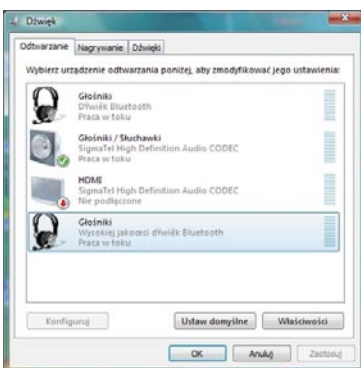 Dźwięk
Odtwarzanie Nagrywanie Dźwięki
Wybierz urządzenie odtwarzania poniżej, aby zmodyfikować jego ustawienia:
Głośniki
Dźwiék Bluetooth
Praca w toku
Głośniki / Słuchawki
SigmaTel High Definition Audio CODEC
Praca w toku
HDMI
SigmaTel High Definition Audio CODEC
Nie podłączone
Głośniki
Wysokiej jakości dźwiék Bluetooth
Praca w toku
Konfiguruj Ustaw domyślne Właściwości
OK Anuluj Zastosuj